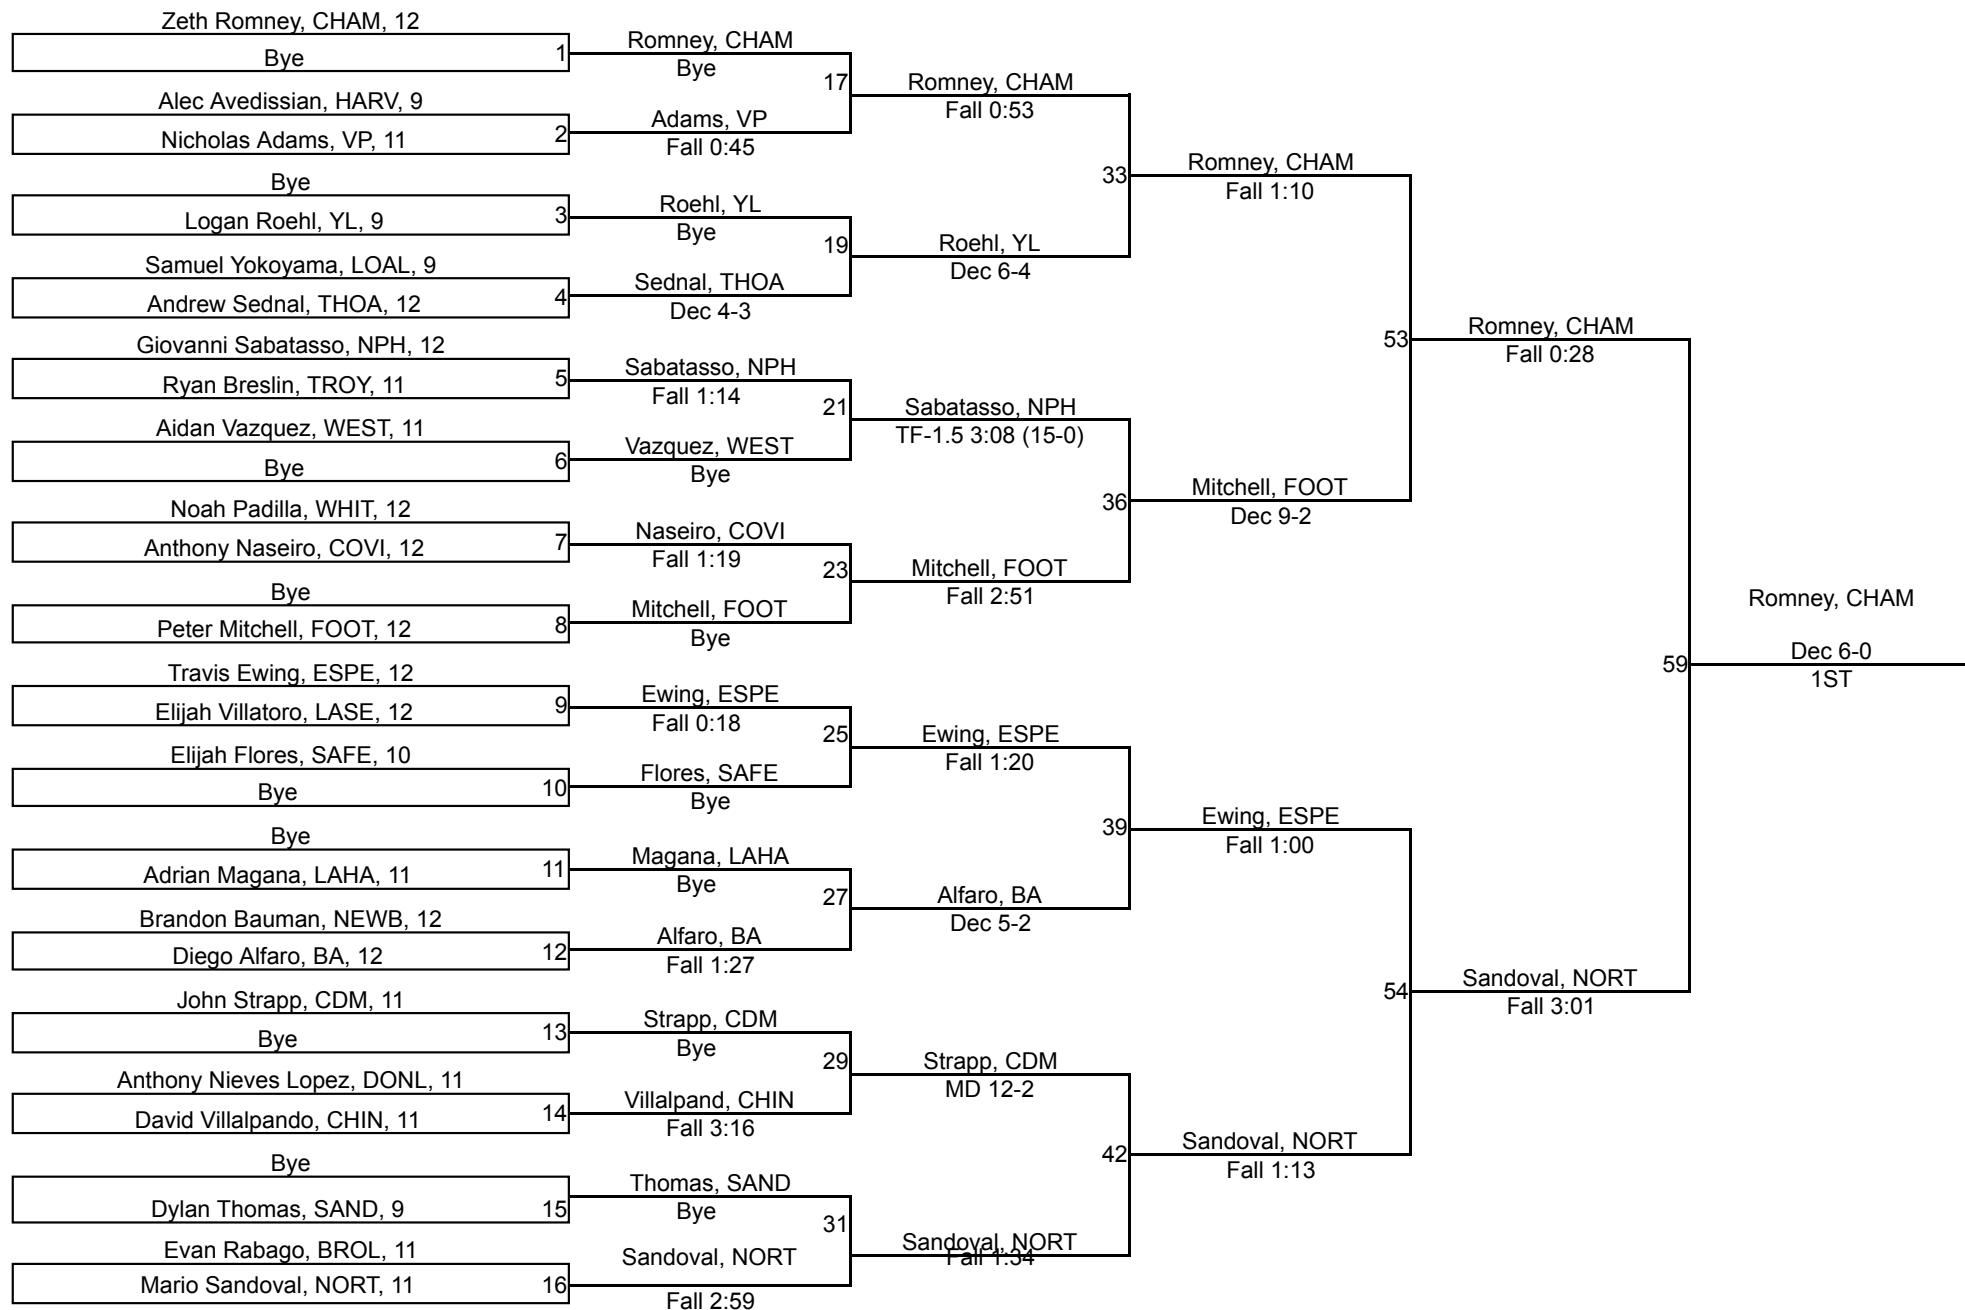 Zeth Romney, CHAM, 12
Bye
1
Alec Avedissian, HARV, 9
Nicholas Adams, VP, 11
2
Bye
Logan Roehl, YL, 9
3
Samuel Yokoyama, LOAL, 9
Andrew Sednal, THOA, 12
4
Giovanni Sabatasso, NPH, 12
Ryan Breslin, TROY, 11
5
Aidan Vazquez, WEST, 11
Bye
6
Noah Padilla, WHIT, 12
Anthony Naseiro, COVI, 12
7
Bye
Peter Mitchell, FOOT, 12
8
Travis Ewing, ESPE, 12
Elijah Villatoro, LASE, 12
9
Elijah Flores, SAFE, 10
Bye
10
Bye
Adrian Magana, LAHA, 11
11
Brandon Bauman, NEWB, 12
Diego Alfaro, BA, 12
12
John Strapp, CDM, 11
Bye
13
Anthony Nieves Lopez, DONL, 11
David Villalpando, CHIN, 11
14
Bye
Dylan Thomas, SAND, 9
15
Evan Rabago, BROL, 11
Mario Sandoval, NORT, 11
16
Romney, CHAM
Bye
17
Adams, VP
Fall 0:45
Roehl, YL
Bye
19
Sednal, THOA
Dec 4-3
Sabatasso, NPH
Fall 1:14
21
Vazquez, WEST
Bye
Naseiro, COVI
Fall 1:19
23
Mitchell, FOOT
Bye
Ewing, ESPE
Fall 0:18
25
Flores, SAFE
Bye
Magana, LAHA
Bye
27
Alfaro, BA
Fall 1:27
Strapp, CDM
Bye
29
Villalpand, CHIN
Fall 3:16
Thomas, SAND
Bye
31
Sandoval, NORT
Fall 2:59
Romney, CHAM
Fall 0:53
33
Roehl, YL
Dec 6-4
Sabatasso, NPH
TF-1.5 3:08 (15-0)
36
Mitchell, FOOT
Fall 2:51
Ewing, ESPE
Fall 1:20
39
Alfaro, BA
Dec 5-2
Strapp, CDM
MD 12-2
42
Sandoval, NORT
Fall 1:34
Romney, CHAM
Fall 1:10
53
Mitchell, FOOT
Dec 9-2
Ewing, ESPE
Fall 1:00
54
Sandoval, NORT
Fall 1:13
Romney, CHAM
Fall 0:28
59
Sandoval, NORT
Fall 3:01
Romney, CHAM
Dec 6-0
1ST